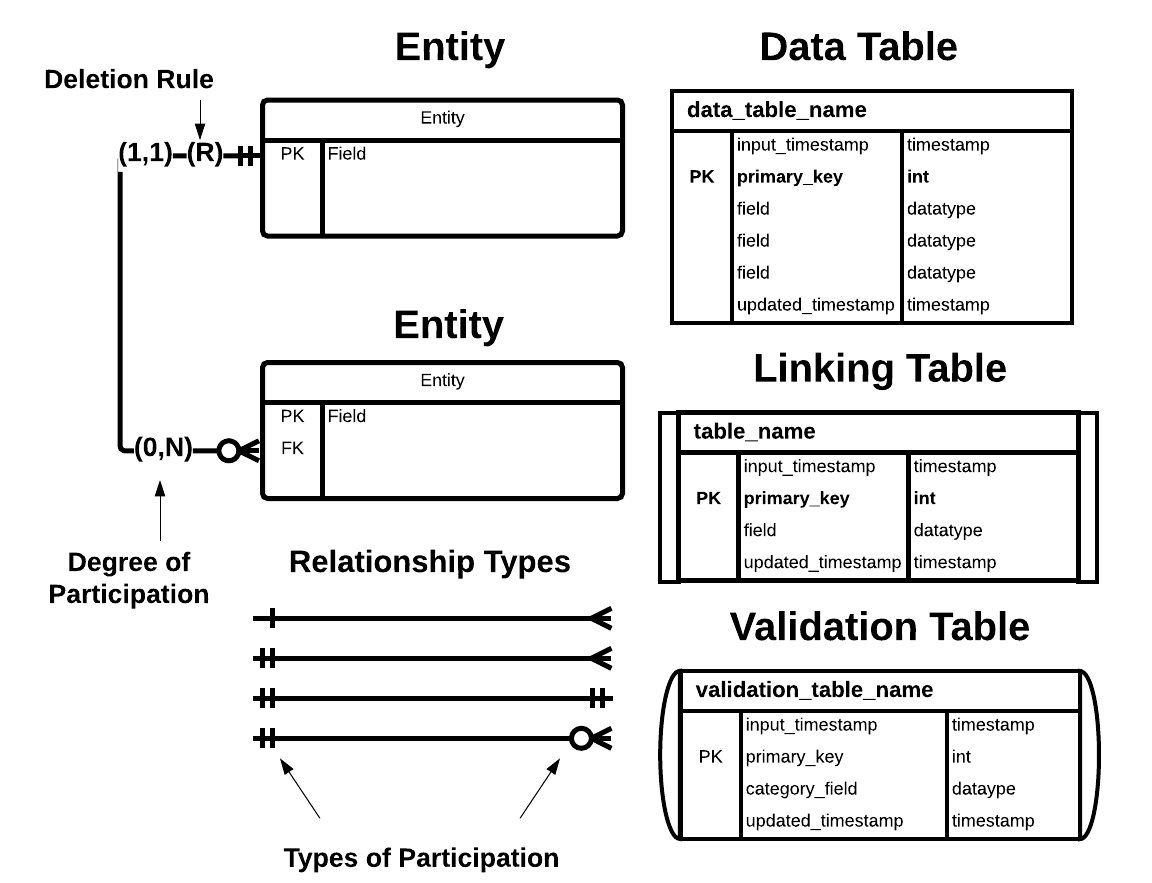 Entity
Deletion Rule
Entity
(1,1)
(R)
PK
Field
Entity
Entity
PK
Field
FK
(0,N)
Degree of
Participation
Relationship Types
Types of Participation
Data Table
data_table_name
input_timestamp timestamp
PK primary_key int
field datatype
field datatype
field datatype
updated_timestamp timestamp
Linking Table
table_name
input_timestamp timestamp
PK primary_key int
field datatype
updated_timestamp timestamp
Validation Table
validation_table_name
input_timestamp timestamp
PK primary_key int
category_field dataype
updated_timestamp timestamp